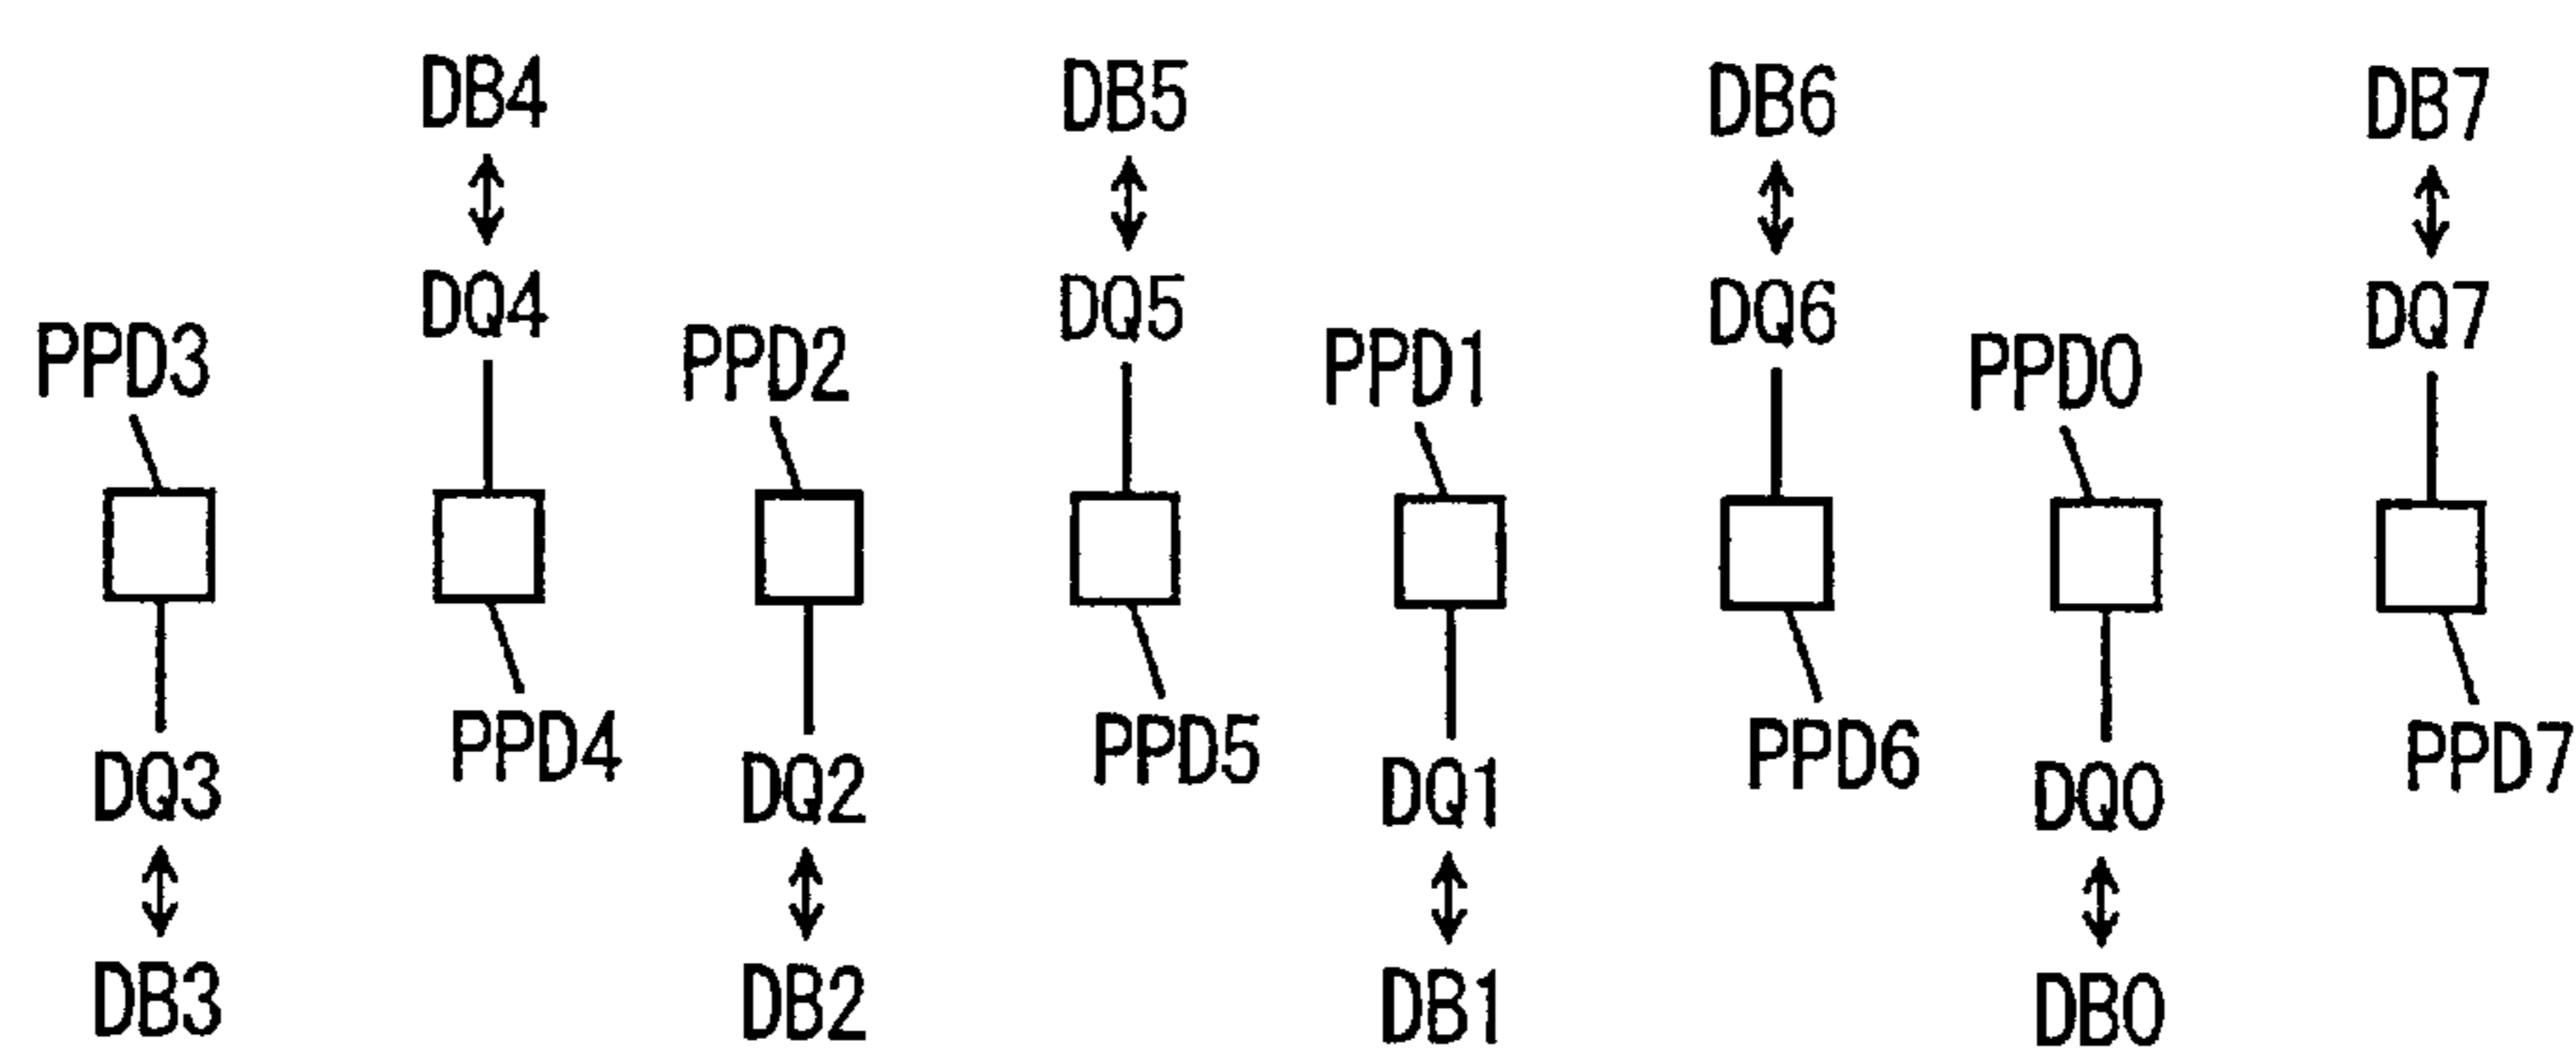 DB4 DB5 DB6 DB7
DQ4 DQ5 DQ6 DQ7
PPD3 PPD2 PPD1 PPD0
PPD4 PPD5 PPD6 PPD7
DQ3 DQ2 DQ1 DQ0
DB3 DB2 DB1 DB0